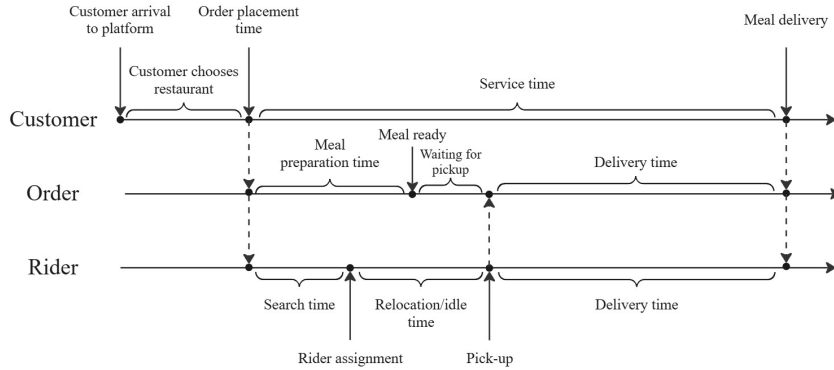 Customer arrival
to platform
Order placement
time
Meal delivery
Customer chooses
restaurant
Service time
Customer
Meal ready
Meal
preparation time
Waiting for
pickup
Delivery time
Order
Rider
Search time
Relocation/idle
time
Delivery time
Rider assignment
Pick-up